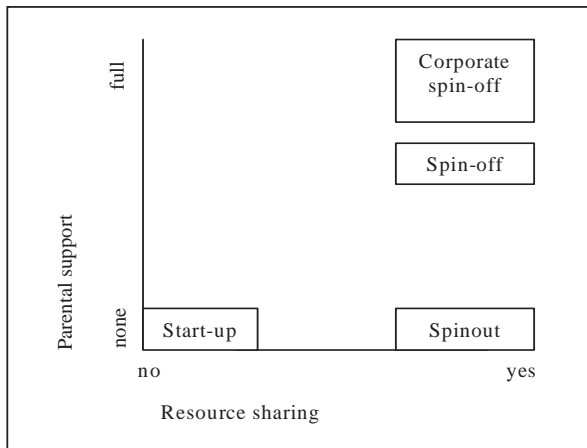 full
Corporate
spin-off
Spin-off
Parental support
none
Start-up
Spinout
no
yes
Resource sharing